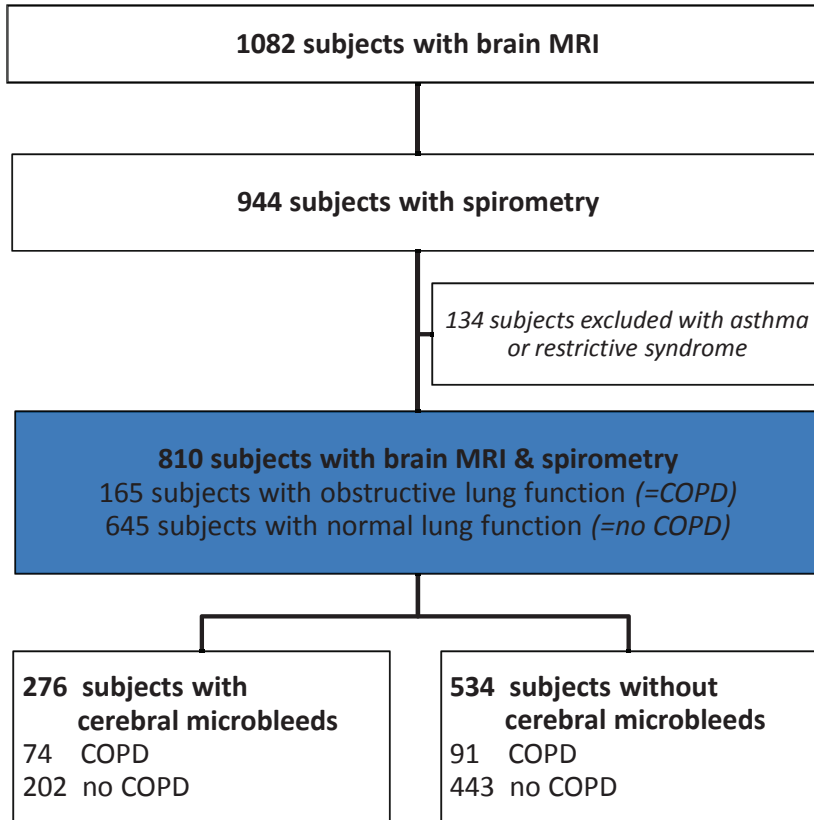 1082 subjects with brain MRI
944 subjects with spirometry
134 subjects excluded with asthma
or restrictive syndrome
810 subjects with brain MRI & spirometry
165 subjects with obstructive lung function (=COPD)
645 subjects with normal lung function (=no COPD)
276 subjects with
cerebral microbleeds
74 COPD
202 no COPD
534 subjects without
cerebral microbleeds
91 COPD
443 no COPD